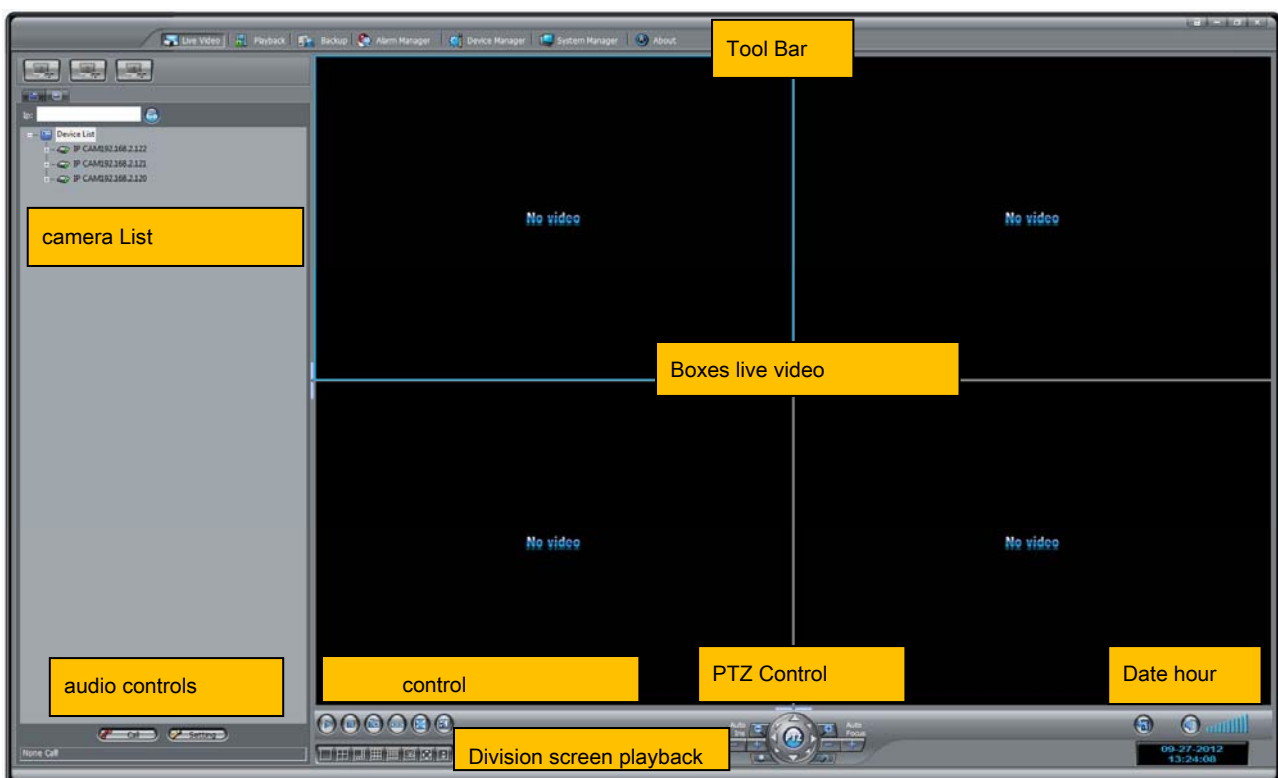 Live Video Playback Backup Alarm Manager Device Manager System Manager About
Tool Bar
Ip:
Device List
IP CAM192.168.2.122
IP CAM192.168.2.121
IP CAM192.168.2.120
camera List
No video
No video
Boxes live video
No video
No video
audio controls
control
PTZ Control
Date hour
Call Setting
Auto Iris
PTZ
Auto Focus
None Call
Division screen playback
09-27-2012
13:24:08